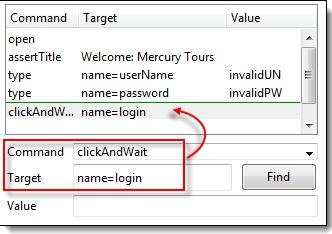 Command Target Value
open
assertTitle Welcome: Mercury Tours
type name=userName invalidUN
type name=password invalidPW
clickAndW... name=login
Command clickAndWait
Target name=login Find
Value